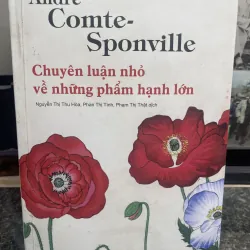 André
Comte-
Sponville
Chuyên luận nhỏ
về những phẩm hạnh lớn
Nguyễn Thị Thu Hoa, Phan Thị Tình, Phạm Thị Thật dịch